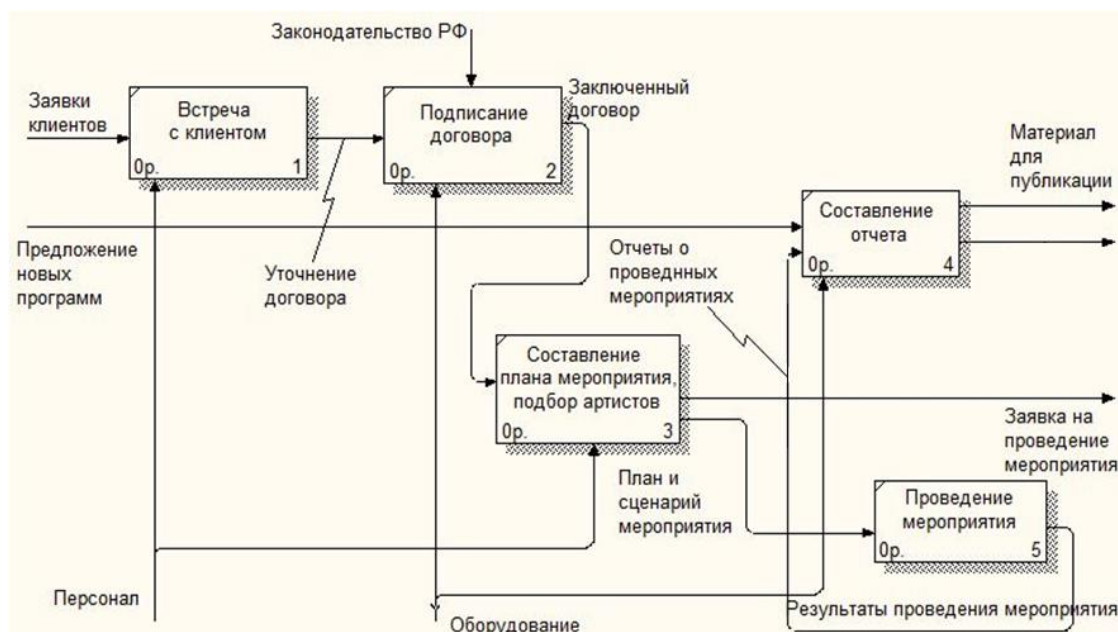 Законодательство РФ
Заявки
клиентов
Встреча
с клиентом
0р.
1
Подписание
договора
0р.
2
Заключенный
договор
Материал
для
публикации
Составление
отчета
0р.
4
Предложение
новых
программ
Уточнение
договора
Отчеты о
проведнных
мероприятиях
Составление
плана мероприятия,
подбор артистов
0р.
3
Заявка на
проведение
мероприятия
План и
сценарий
мероприятия
Проведение
мероприятия
0р.
5
Персонал
Оборудование
Результаты проведения мероприятия